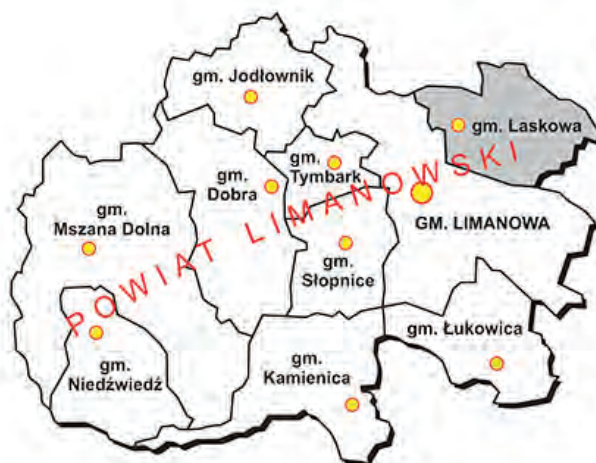 gm. Jodłownik
gm. Laskowa
gm.
Tymbark
gm.
Dobra
gm.
Mszana Dolna
GM. LIMANOWA
gm.
Słopnice
gm. Łukowica
gm.
Niedźwiedź
gm.
Kamienica
POWIAT LIMANOWSKI